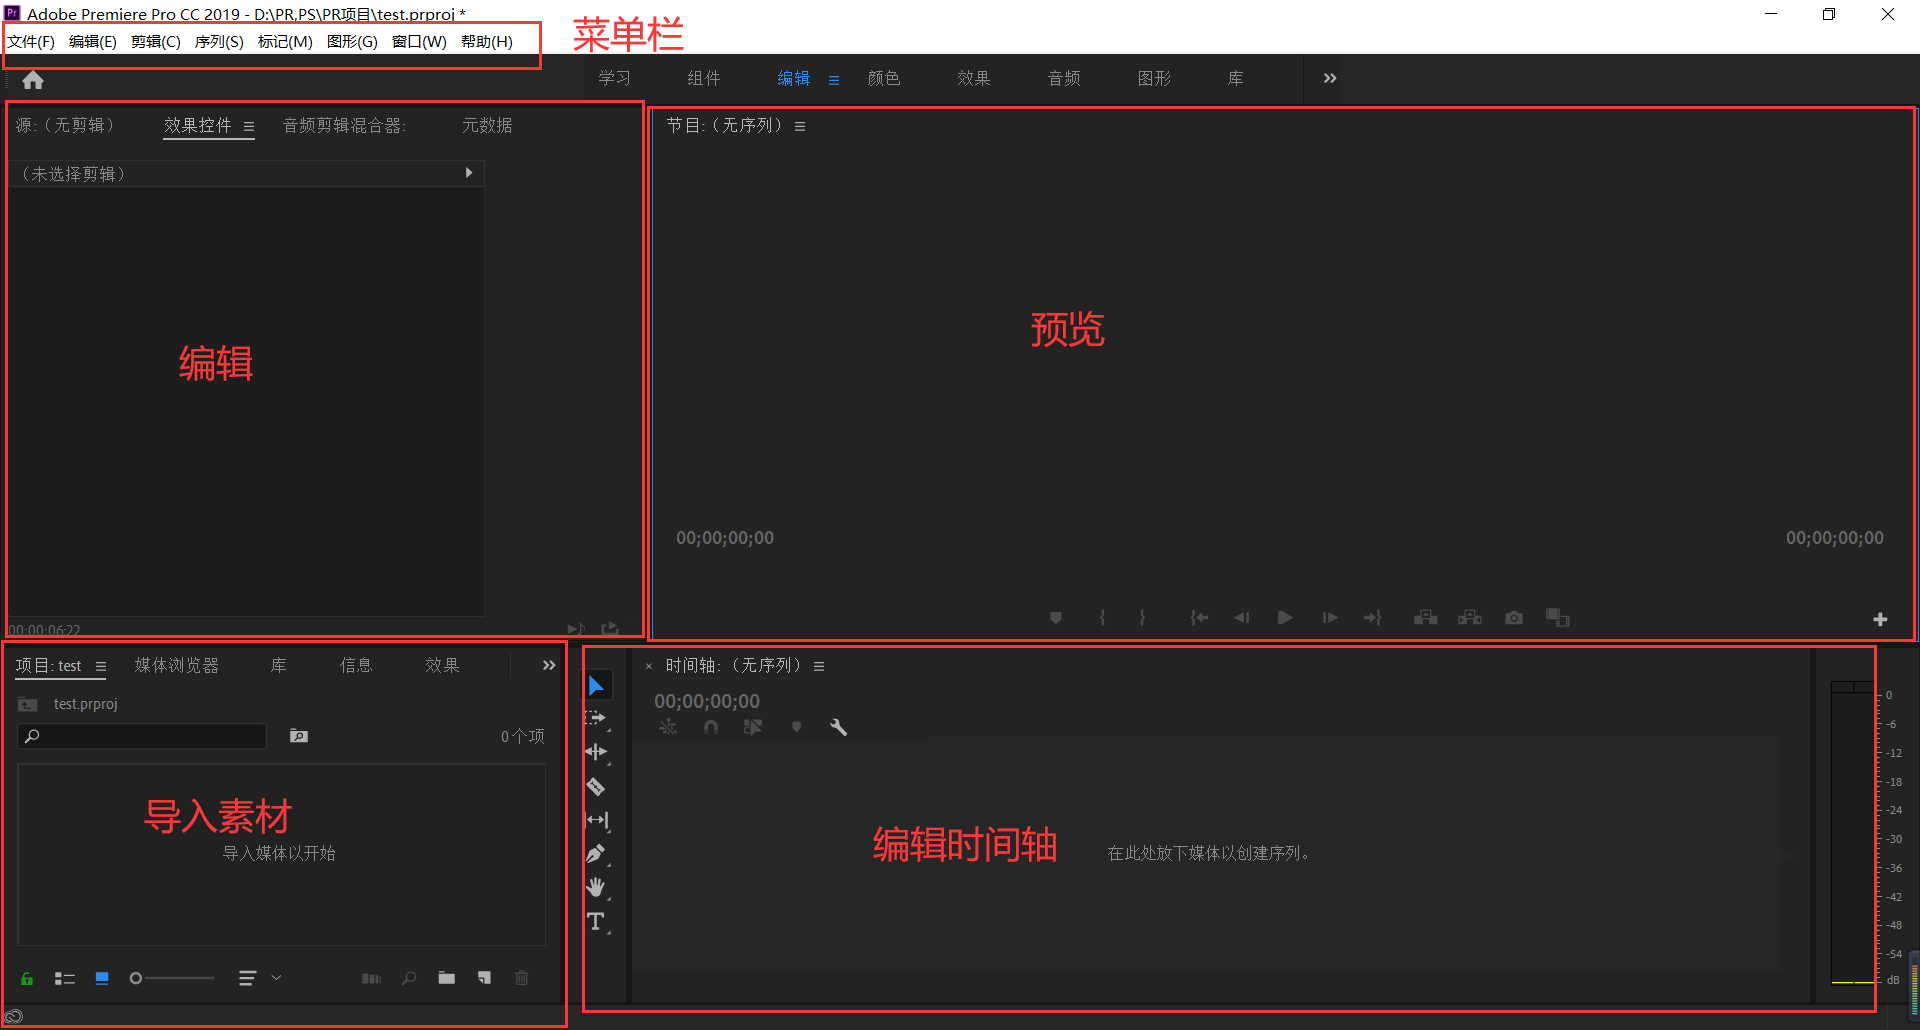 Pr Adobe Premiere Pro CC 2019 - D:\PR,PS\PR项目\test.prproj *
文件(F) 编辑(E) 剪辑(C) 序列(S) 标记(M) 图形(G) 窗口(W) 帮助(H)
菜单栏
学习 组件 编辑 颜色 效果 音频 图形 库
源:（无剪辑） 效果控件 音频剪辑混合器: 元数据
（未选择剪辑）
编辑
00;00;06;22
节目:（无序列）
预览
00;00;00;00
00;00;00;00
项目: test 媒体浏览器 库 信息 效果
test.prproj
0 个项
导入素材
导入媒体以开始
× 时间轴:（无序列）
00;00;00;00
编辑时间轴
在此处放下媒体以创建序列。
0
-6
-12
-18
-24
-30
-36
-42
-48
-54
dB